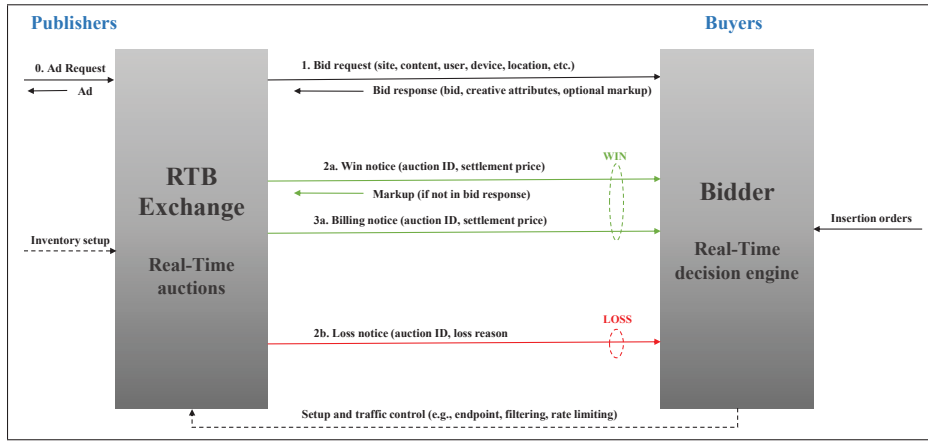 Publishers
Buyers
0. Ad Request
Ad
1. Bid request (site, content, user, device, location, etc.)
Bid response (bid, creative attributes, optional markup)
RTB
Exchange
Real-Time
auctions
2a. Win notice (auction ID, settlement price)
WIN
Markup (if not in bid response)
3a. Billing notice (auction ID, settlement price)
Bidder
Real-Time
decision engine
Inventory setup
Insertion orders
2b. Loss notice (auction ID, loss reason
LOSS
Setup and traffic control (e.g., endpoint, filtering, rate limiting)